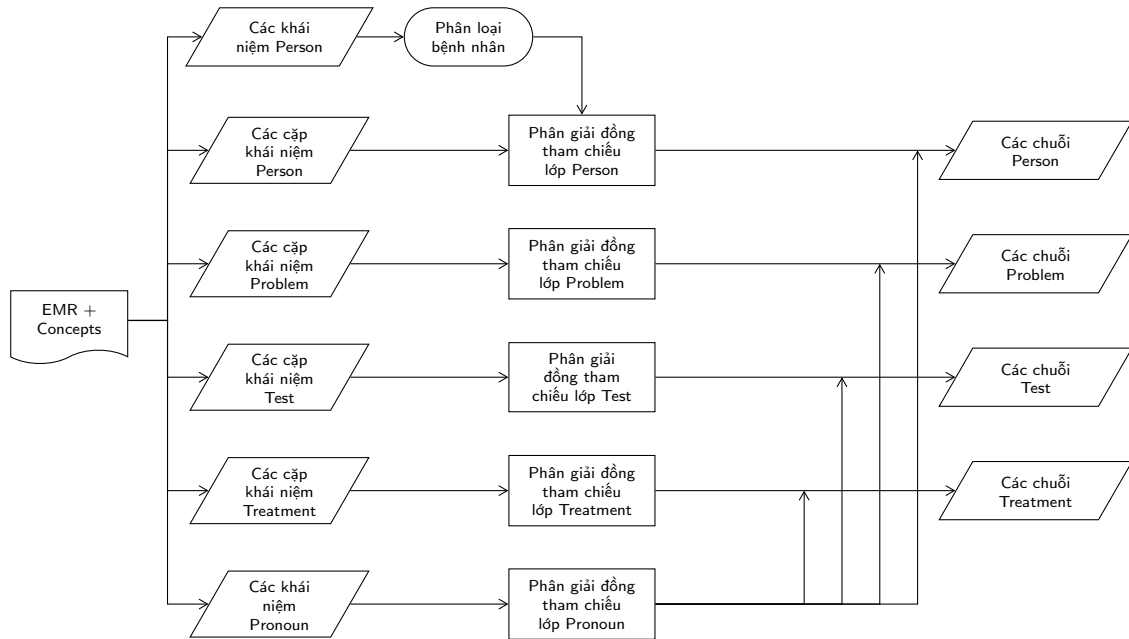 Các khái
niệm Person
Phân loại
bệnh nhân
Các cặp
khái niệm
Person
Phân giải đồng
tham chiếu
lớp Person
Các chuỗi
Person
Các cặp
khái niệm
Problem
Phân giải đồng
tham chiếu
lớp Problem
Các chuỗi
Problem
EMR +
Concepts
Các cặp
khái niệm
Test
Phân giải
đồng tham
chiếu lớp Test
Các chuỗi
Test
Các cặp
khái niệm
Treatment
Phân giải đồng
tham chiếu
lớp Treatment
Các chuỗi
Treatment
Các khái
niệm
Pronoun
Phân giải đồng
tham chiếu
lớp Pronoun